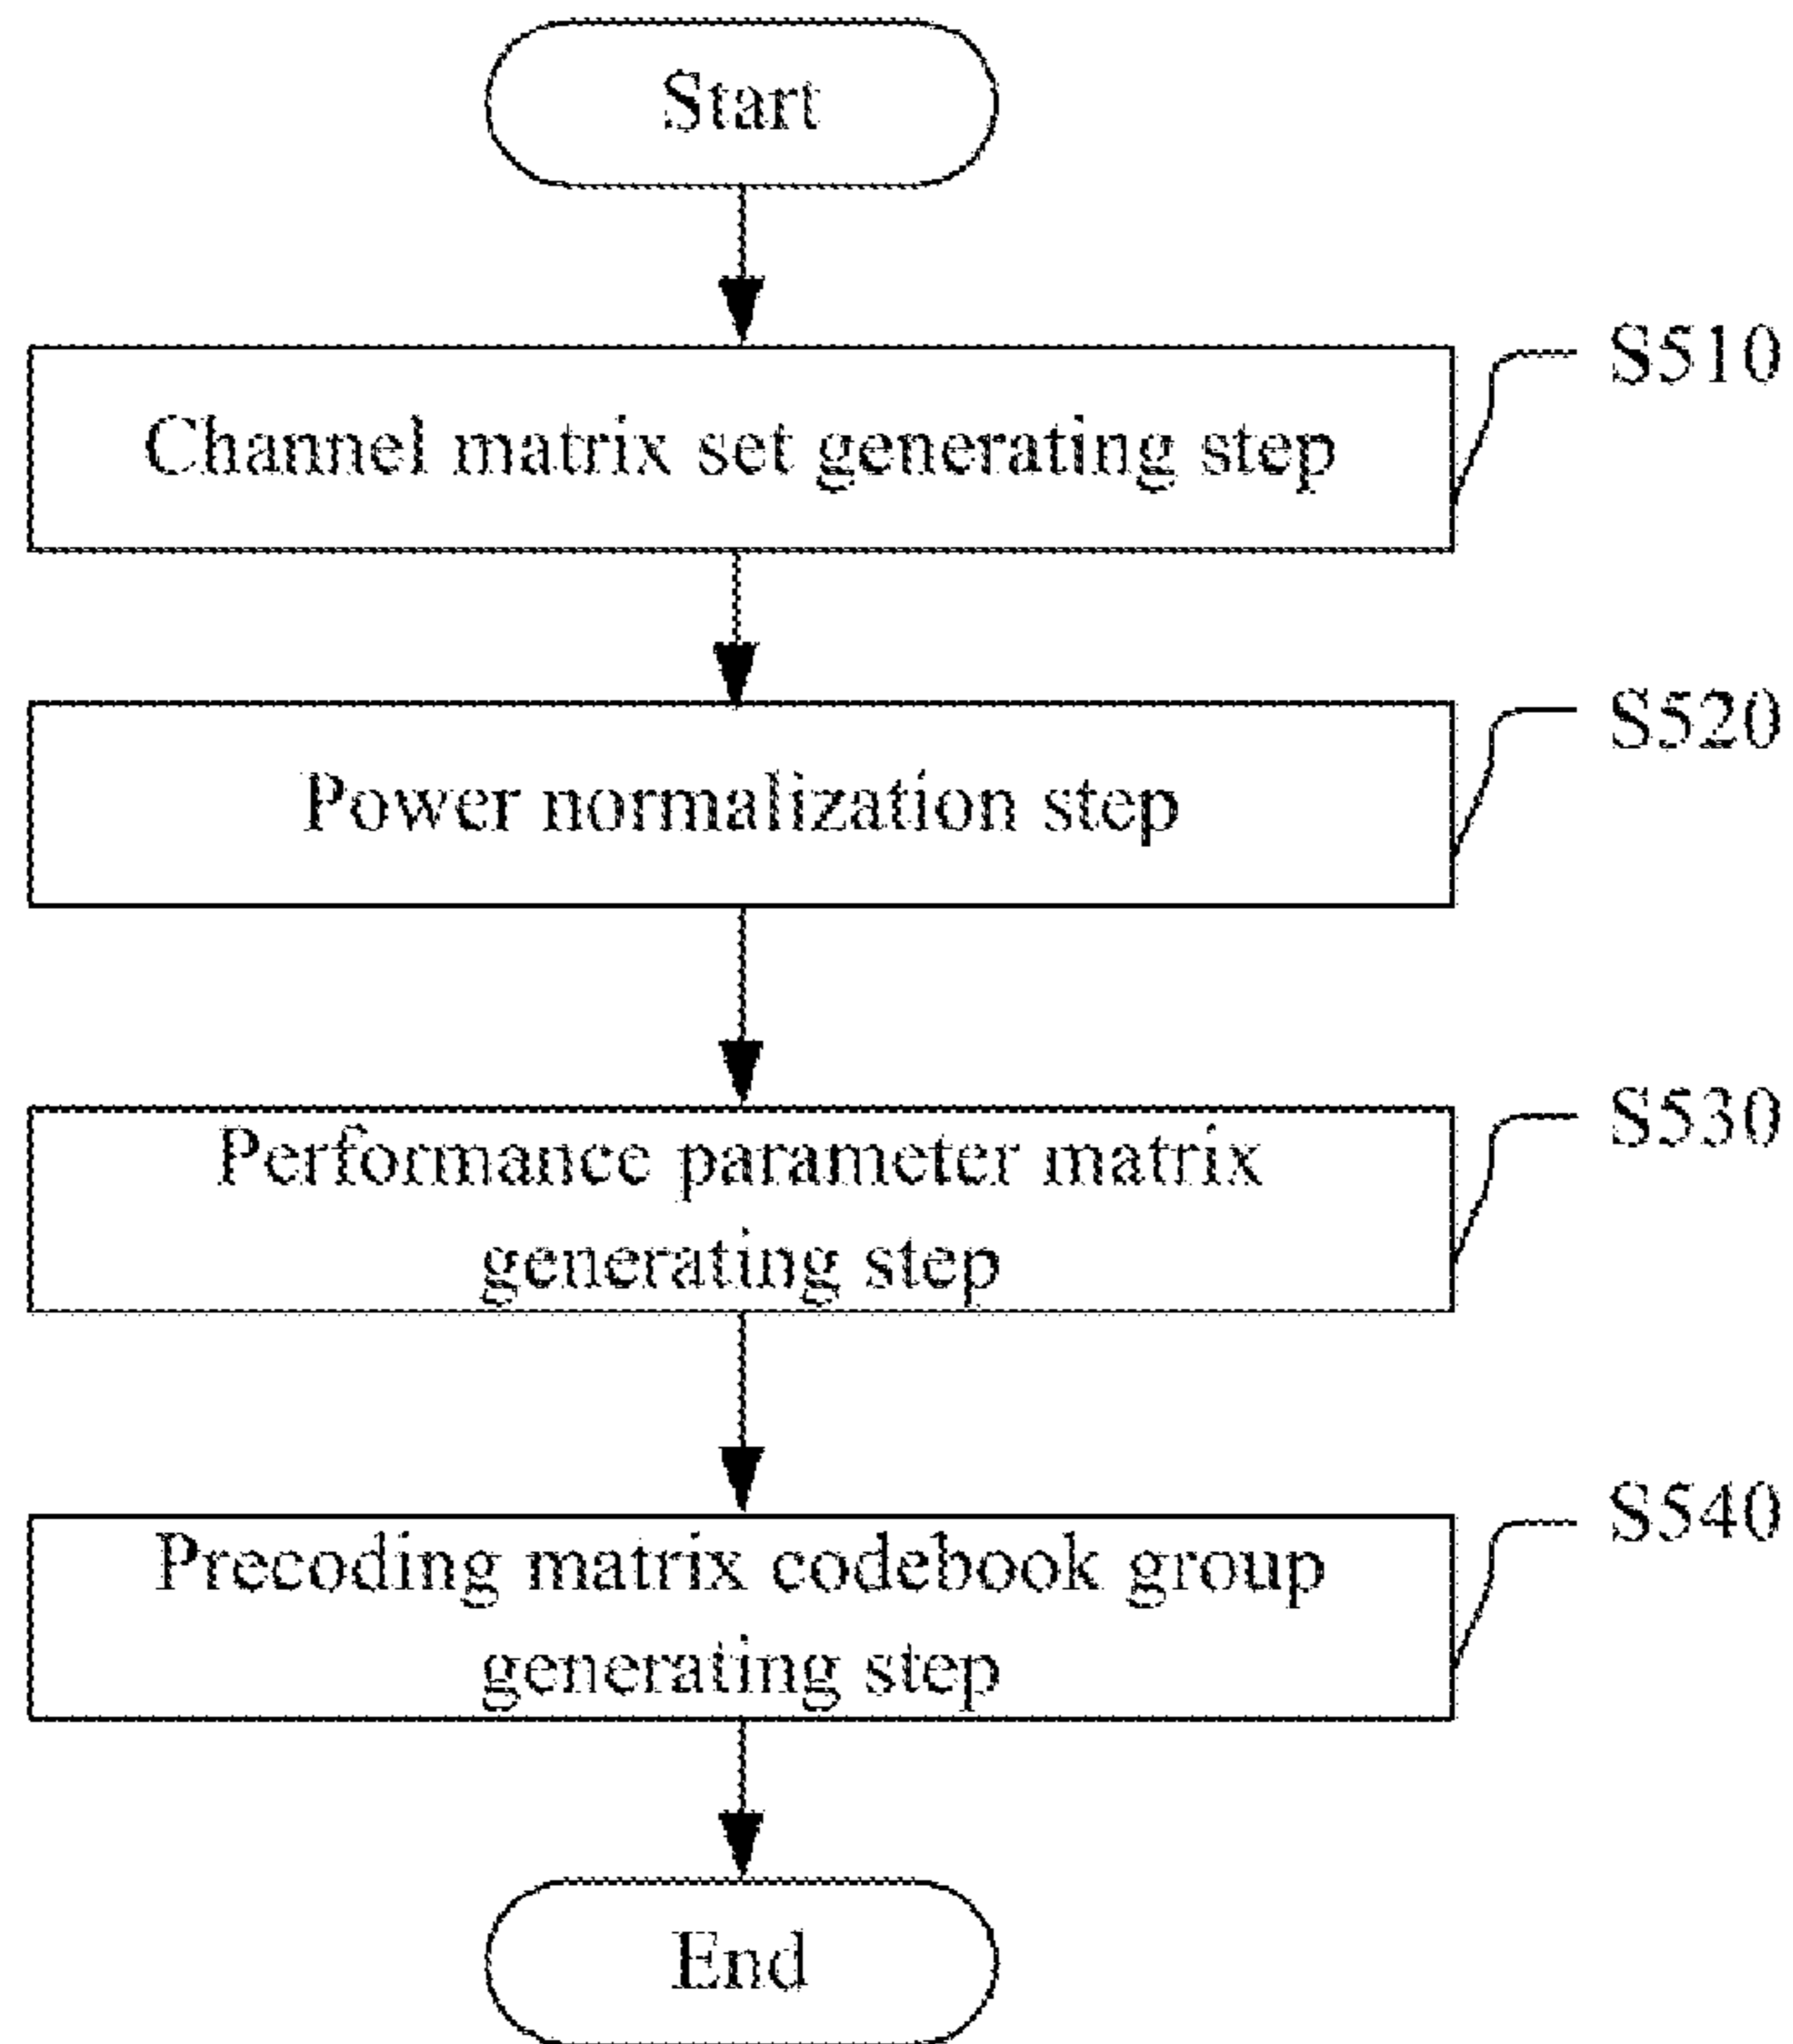 Start
S510
Channel matrix set generating step
S520
Power normalization step
S530
Performance parameter matrix
generating step
S540
Precoding matrix codebook group
generating step
End